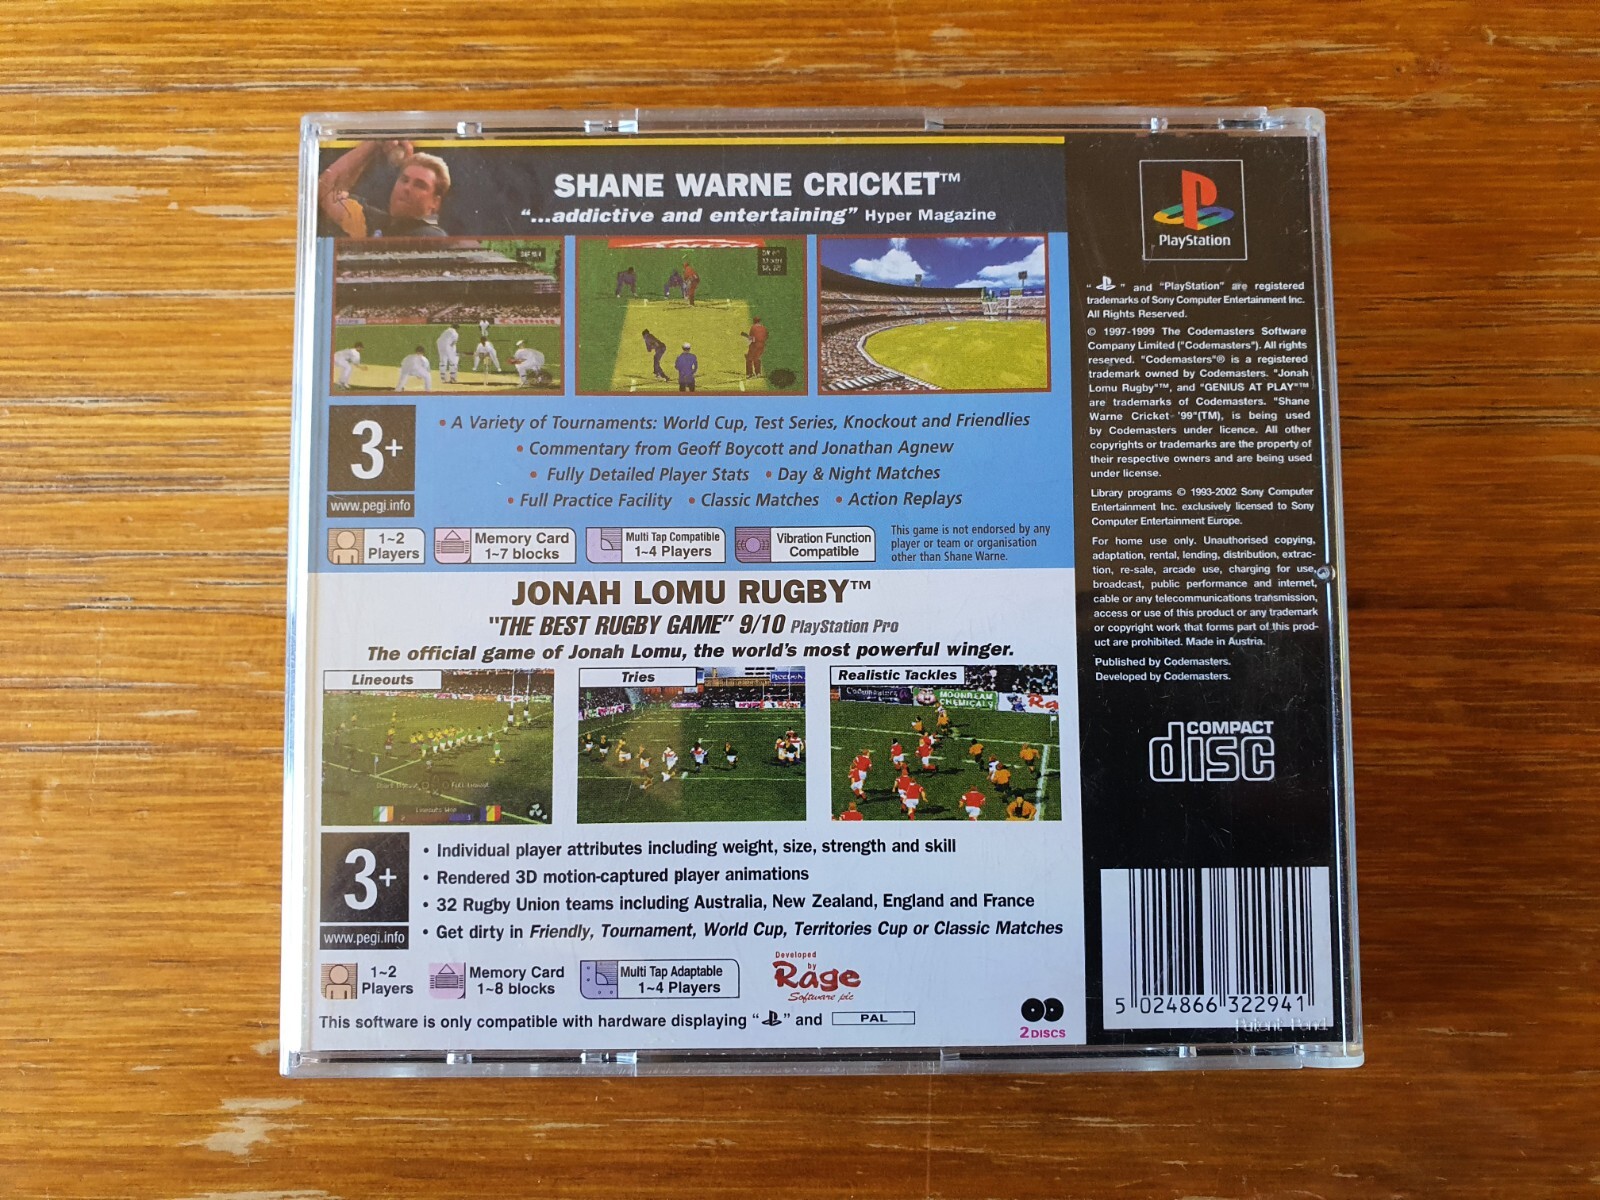 SHANE WARNE CRICKET™
"...addictive and entertaining" Hyper Magazine
3+
www.pegi.info
• A Variety of Tournaments: World Cup, Test Series, Knockout and Friendlies
• Commentary from Geoff Boycott and Jonathan Agnew
• Fully Detailed Player Stats • Day & Night Matches
• Full Practice Facility • Classic Matches • Action Replays
1~2
Players
Memory Card
1~7 blocks
Multi Tap Compatible
1~4 Players
Vibration Function
Compatible
This game is not endorsed by any
player or team or organisation
other than Shane Warne.
JONAH LOMU RUGBY™
"THE BEST RUGBY GAME" 9/10 PlayStation Pro
The official game of Jonah Lomu, the world's most powerful winger.
Lineouts
Tries
Realistic Tackles
Codemasters
MOONBEAM
CHEMICALS
3+
www.pegi.info
• Individual player attributes including weight, size, strength and skill
• Rendered 3D motion-captured player animations
• 32 Rugby Union teams including Australia, New Zealand, England and France
• Get dirty in Friendly, Tournament, World Cup, Territories Cup or Classic Matches
1~2
Players
Memory Card
1~8 blocks
Multi Tap Adaptable
1~4 Players
Developed
by
Rage
Software plc
This software is only compatible with hardware displaying " " and PAL
2 DISCS
PlayStation
" " and "PlayStation" are registered
trademarks of Sony Computer Entertainment Inc.
All Rights Reserved.
© 1997-1999 The Codemasters Software
Company Limited ("Codemasters"). All rights
reserved. "Codemasters"® is a registered
trademark owned by Codemasters. "Jonah
Lomu Rugby"™, and "GENIUS AT PLAY"™
are trademarks of Codemasters. "Shane
Warne Cricket '99"(TM), is being used
by Codemasters under licence. All other
copyrights or trademarks are the property of
their respective owners and are being used
under license.
Library programs © 1993-2002 Sony Computer
Entertainment Inc. exclusively licensed to Sony
Computer Entertainment Europe.
For home use only. Unauthorised copying,
adaptation, rental, lending, distribution, extrac-
tion, re-sale, arcade use, charging for use,
broadcast, public performance and internet,
cable or any telecommunications transmission,
access or use of this product or any trademark
or copyright work that forms part of this prod-
uct are prohibited. Made in Austria.
Published by Codemasters.
Developed by Codemasters.
COMPACT
disc
5 024866 322941
Patent Pend